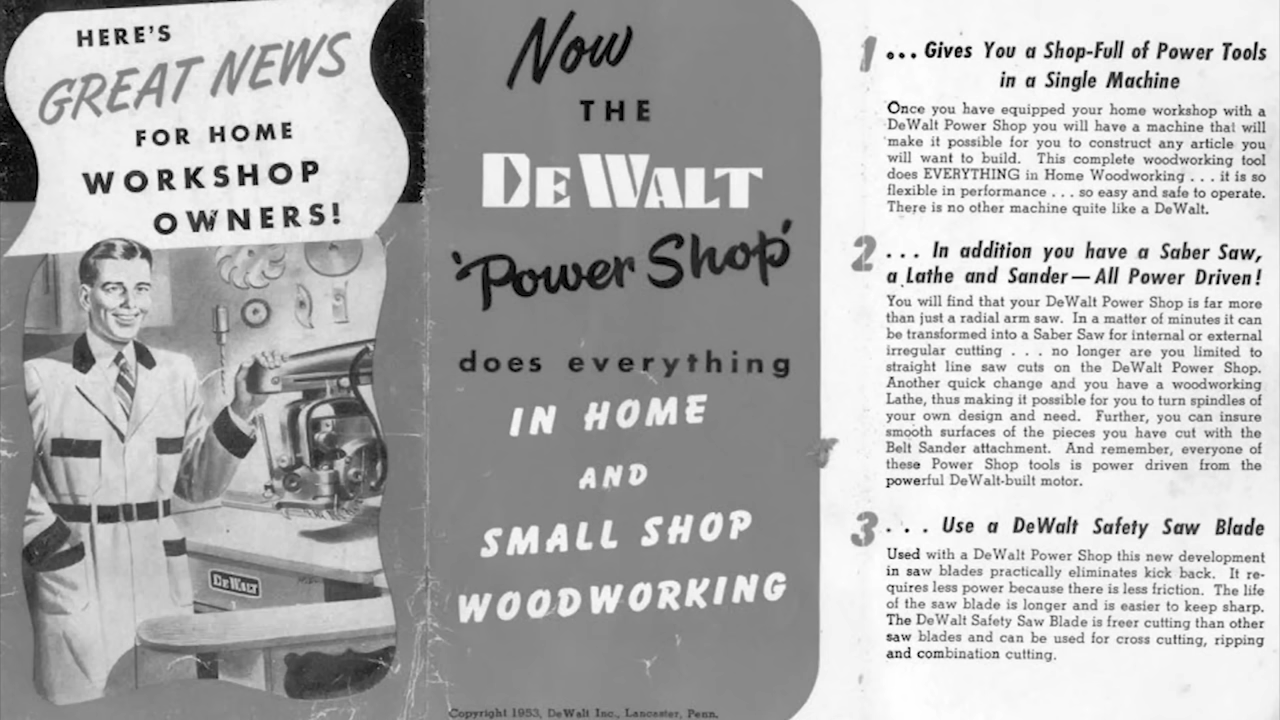 HERE'S
GREAT NEWS
FOR HOME
WORKSHOP
OWNERS!
DEWALT
Now
THE
DEWALT
'Power Shop'
does everything
IN HOME
AND
SMALL SHOP
WOODWORKING
Copyright 1953, DeWalt Inc., Lancaster, Penn.
1 ... Gives You a Shop-Full of Power Tools
in a Single Machine
Once you have equipped your home workshop with a
DeWalt Power Shop you will have a machine that will
make it possible for you to construct any article you
will want to build. This complete woodworking tool
does EVERYTHING in Home Woodworking . . . it is so
flexible in performance . . . so easy and safe to operate.
There is no other machine quite like a DeWalt.
2 . . . In addition you have a Saber Saw,
a Lathe and Sander — All Power Driven!
You will find that your DeWalt Power Shop is far more
than just a radial arm saw. In a matter of minutes it can
be transformed into a Saber Saw for internal or external
irregular cutting . . . no longer are you limited to
straight line saw cuts on the DeWalt Power Shop.
Another quick change and you have a woodworking
Lathe, thus making it possible for you to turn spindles of
your own design and need. Further, you can insure
smooth surfaces of the pieces you have cut with the
Belt Sander attachment. And remember, everyone of
these Power Shop tools is power driven from the
powerful DeWalt-built motor.
3 . . . Use a DeWalt Safety Saw Blade
Used with a DeWalt Power Shop this new development
in saw blades practically eliminates kick back. It re-
quires less power because there is less friction. The life
of the saw blade is longer and is easier to keep sharp.
The DeWalt Safety Saw Blade is freer cutting than other
saw blades and can be used for cross cutting, ripping
and combination cutting.